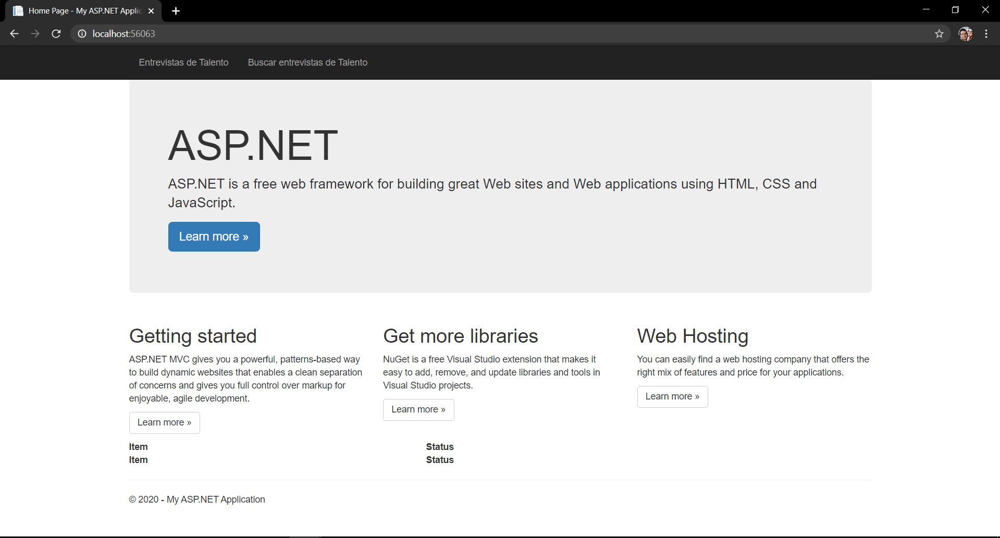 Home Page - My ASP.NET Applic
localhost:56063
Entrevistas de Talento Buscar entrevistas de Talento
ASP.NET
ASP.NET is a free web framework for building great Web sites and Web applications using HTML, CSS and
JavaScript.
Learn more »
Getting started
ASP.NET MVC gives you a powerful, patterns-based way
to build dynamic websites that enables a clean separation
of concerns and gives you full control over markup for
enjoyable, agile development.
Learn more »
Get more libraries
NuGet is a free Visual Studio extension that makes it
easy to add, remove, and update libraries and tools in
Visual Studio projects.
Learn more »
Web Hosting
You can easily find a web hosting company that offers the
right mix of features and price for your applications.
Learn more »
Item Status
Item Status
© 2020 - My ASP.NET Application